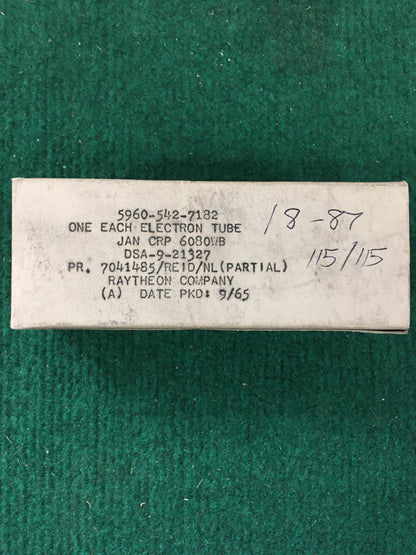 5960-542-7182
ONE EACH ELECTRON TUBE
JAN CRP 6080WB
DSA-9-21327
PR. 7041485/REID/NL(PARTIAL)
RAYTHEON COMPANY
(A) DATE PKD: 9/65
18-87
115/115